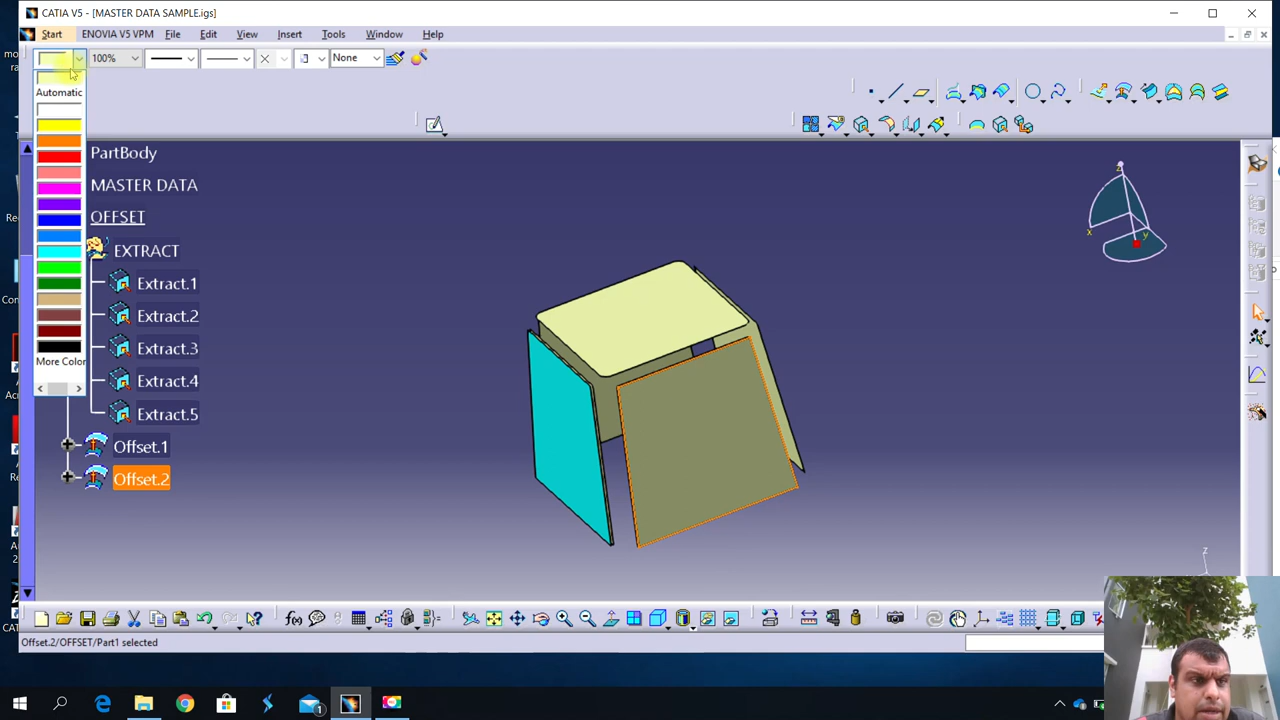 CATIA V5 - [MASTER DATA SAMPLE.igs]
Start ENOVIA V5 VPM File Edit View Insert Tools Window Help
100% None
Automatic
More Color
PartBody
MASTER DATA
OFFSET
EXTRACT
Extract.1
Extract.2
Extract.3
Extract.4
Extract.5
Offset.1
Offset.2
z
x
y
z
f(x)
Offset.2/OFFSET/Part1 selected
1